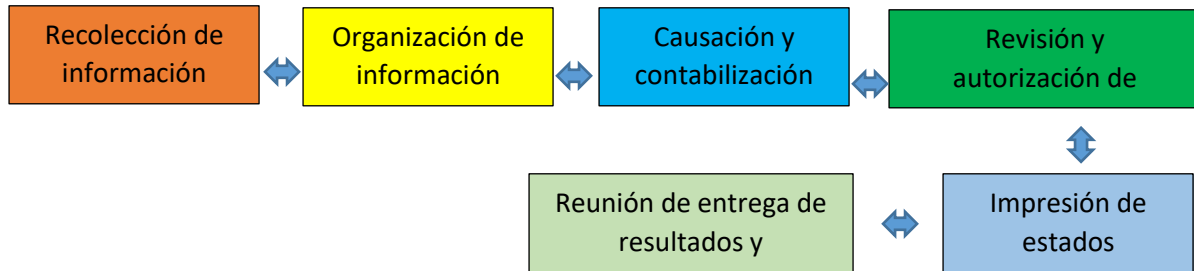 Recolección de
información
Organización de
información
Causación y
contabilización
Revisión y
autorización de
Impresión de
estados
Reunión de entrega de
resultados y